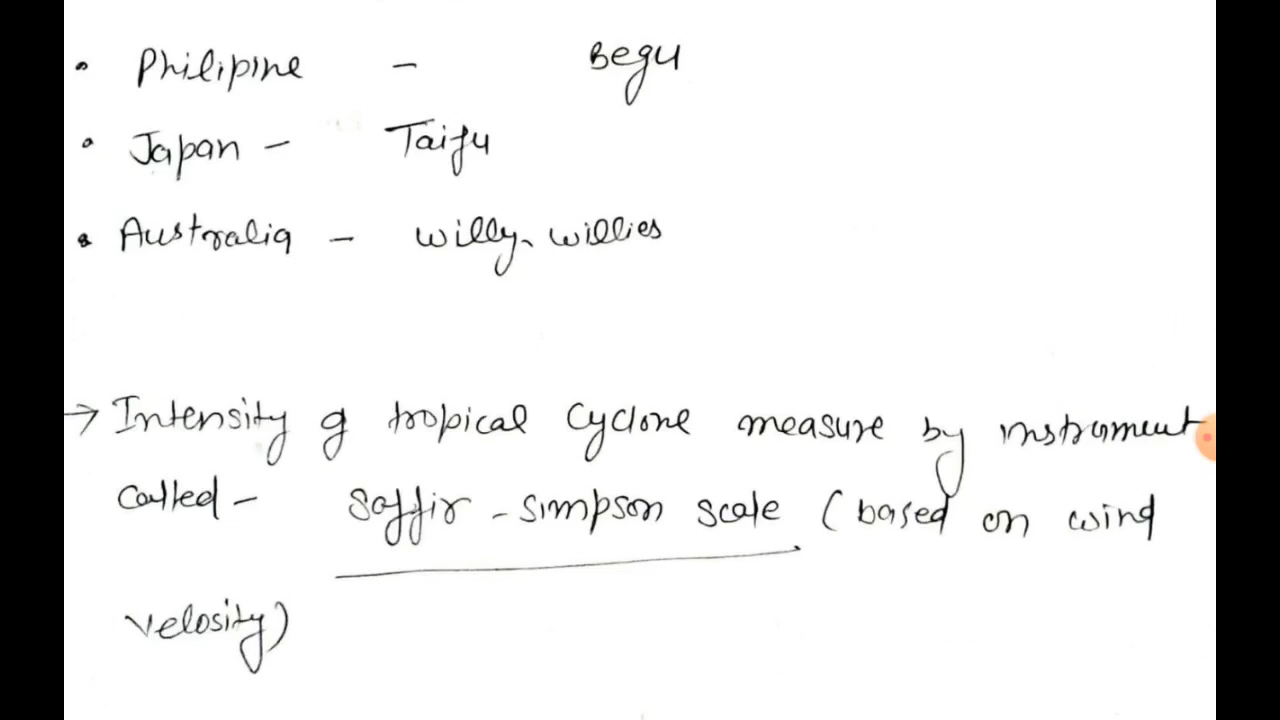 • Philipine - Begu
• Japan - Taifu
• Australia - Willy-willies
→ Intensity of tropical cyclone measure by instrument
called - Saffir - simpson scale (based on wind
velosity)